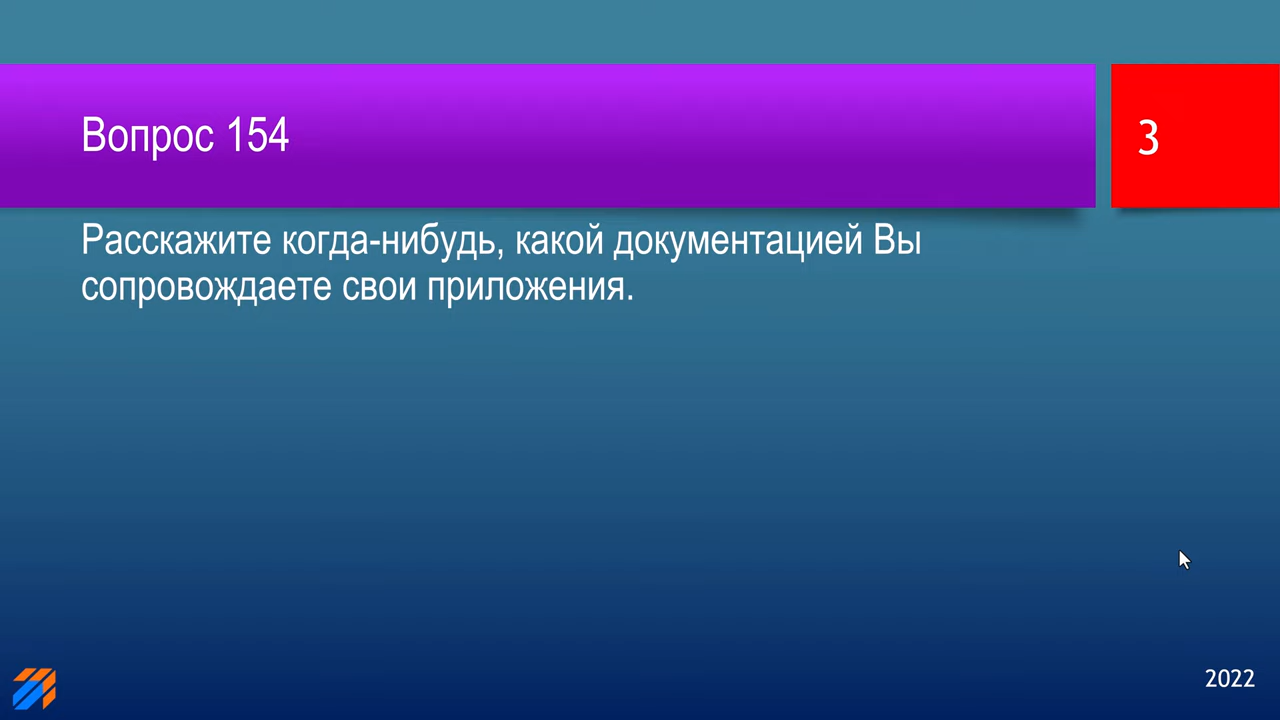 Вопрос 154
3
Расскажите когда-нибудь, какой документацией Вы
сопровождаете свои приложения.
2022